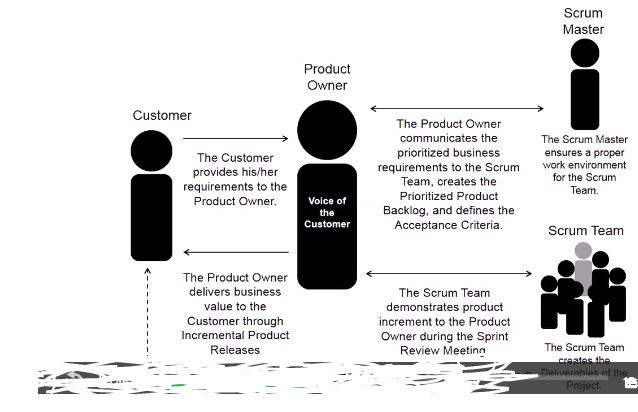 Scrum
Master
Product
Owner
Customer
The Customer
provides his/her
requirements to the
Product Owner.
Voice of
the
Customer
The Product Owner
communicates the
prioritized business
requirements to the Scrum
Team, creates the
Prioritized Product
Backlog, and defines the
Acceptance Criteria.
The Scrum Master
ensures a proper
work environment
for the Scrum
Team.
Scrum Team
The Product Owner
delivers business
value to the
Customer through
Incremental Product
Releases
The Scrum Team
demonstrates product
increment to the Product
Owner during the Sprint
Review Meeting
The Scrum Team
creates the
Deliverables of the
Project.